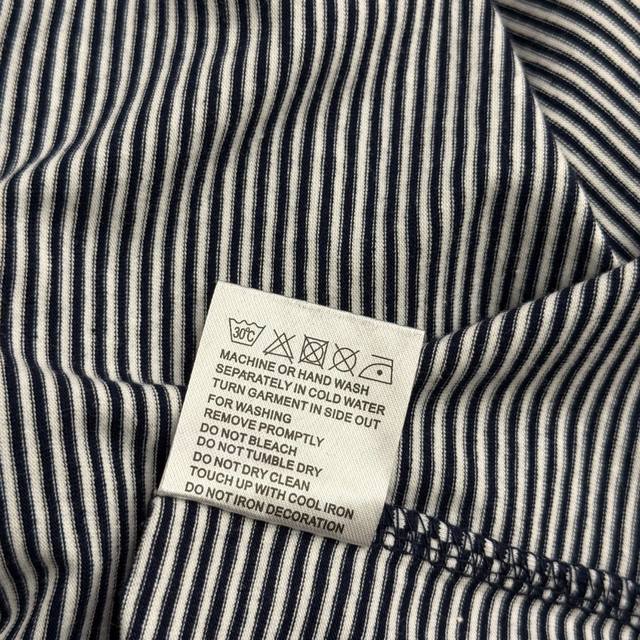 30°C
MACHINE OR HAND WASH
SEPARATELY IN COLD WATER
TURN GARMENT IN SIDE OUT
FOR WASHING
REMOVE PROMPTLY
DO NOT BLEACH
DO NOT TUMBLE DRY
DO NOT DRY CLEAN
TOUCH UP WITH COOL IRON
DO NOT IRON DECORATION